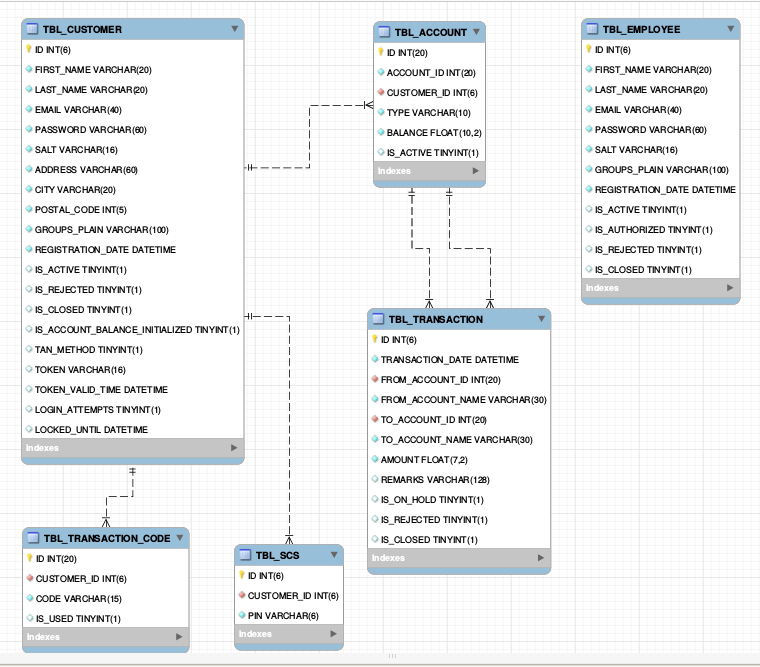 TBL_CUSTOMER
ID INT(6)
FIRST_NAME VARCHAR(20)
LAST_NAME VARCHAR(20)
EMAIL VARCHAR(40)
PASSWORD VARCHAR(60)
SALT VARCHAR(16)
ADDRESS VARCHAR(60)
CITY VARCHAR(20)
POSTAL_CODE INT(5)
GROUPS_PLAIN VARCHAR(100)
REGISTRATION_DATE DATETIME
IS_ACTIVE TINYINT(1)
IS_REJECTED TINYINT(1)
IS_CLOSED TINYINT(1)
IS_ACCOUNT_BALANCE_INITIALIZED TINYINT(1)
TAN_METHOD TINYINT(1)
TOKEN VARCHAR(16)
TOKEN_VALID_TIME DATETIME
LOGIN_ATTEMPTS TINYINT(1)
LOCKED_UNTIL DATETIME
Indexes
TBL_ACCOUNT
ID INT(20)
ACCOUNT_ID INT(20)
CUSTOMER_ID INT(6)
TYPE VARCHAR(10)
BALANCE FLOAT(10,2)
IS_ACTIVE TINYINT(1)
Indexes
TBL_EMPLOYEE
ID INT(6)
FIRST_NAME VARCHAR(20)
LAST_NAME VARCHAR(20)
EMAIL VARCHAR(40)
PASSWORD VARCHAR(60)
SALT VARCHAR(16)
GROUPS_PLAIN VARCHAR(100)
REGISTRATION_DATE DATETIME
IS_ACTIVE TINYINT(1)
IS_AUTHORIZED TINYINT(1)
IS_REJECTED TINYINT(1)
IS_CLOSED TINYINT(1)
Indexes
TBL_TRANSACTION
ID INT(6)
TRANSACTION_DATE DATETIME
FROM_ACCOUNT_ID INT(20)
FROM_ACCOUNT_NAME VARCHAR(30)
TO_ACCOUNT_ID INT(20)
TO_ACCOUNT_NAME VARCHAR(30)
AMOUNT FLOAT(7,2)
REMARKS VARCHAR(128)
IS_ON_HOLD TINYINT(1)
IS_REJECTED TINYINT(1)
IS_CLOSED TINYINT(1)
Indexes
TBL_TRANSACTION_CODE
ID INT(20)
CUSTOMER_ID INT(6)
CODE VARCHAR(15)
IS_USED TINYINT(1)
Indexes
TBL_SCS
ID INT(6)
CUSTOMER_ID INT(6)
PIN VARCHAR(6)
Indexes